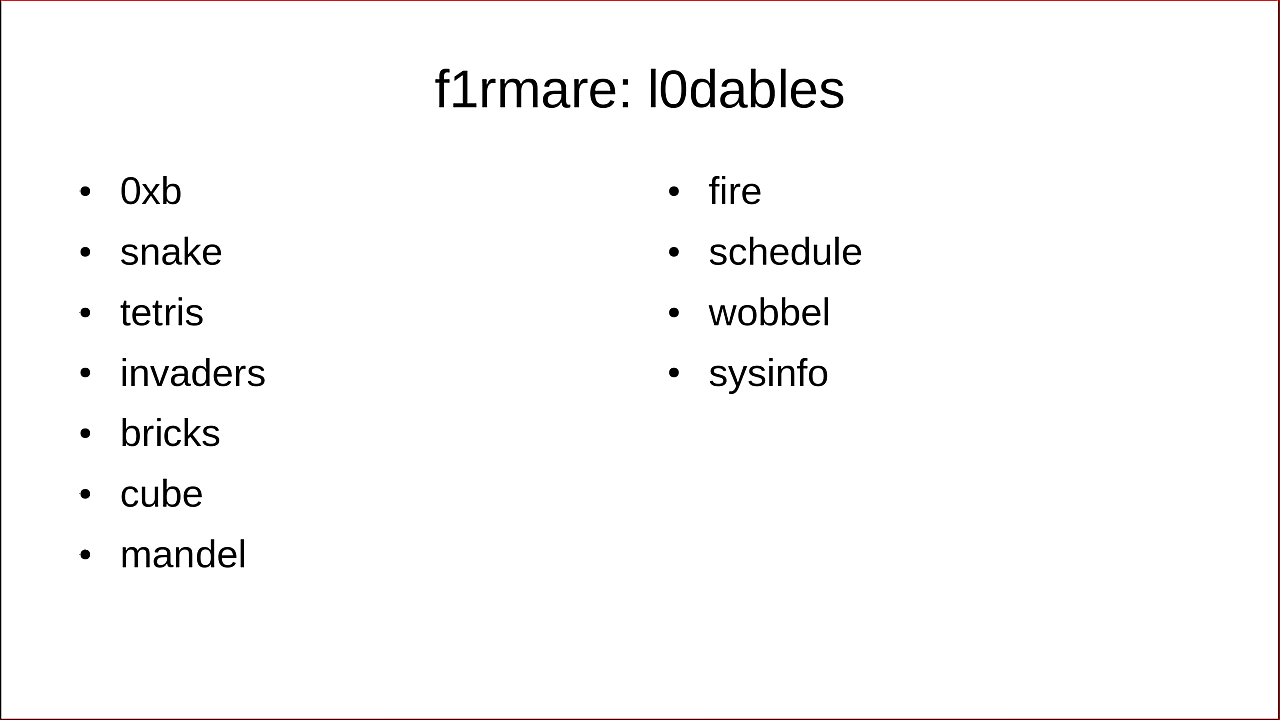 f1rmare: l0dables
• 0xb
• snake
• tetris
• invaders
• bricks
• cube
• mandel
• fire
• schedule
• wobbel
• sysinfo